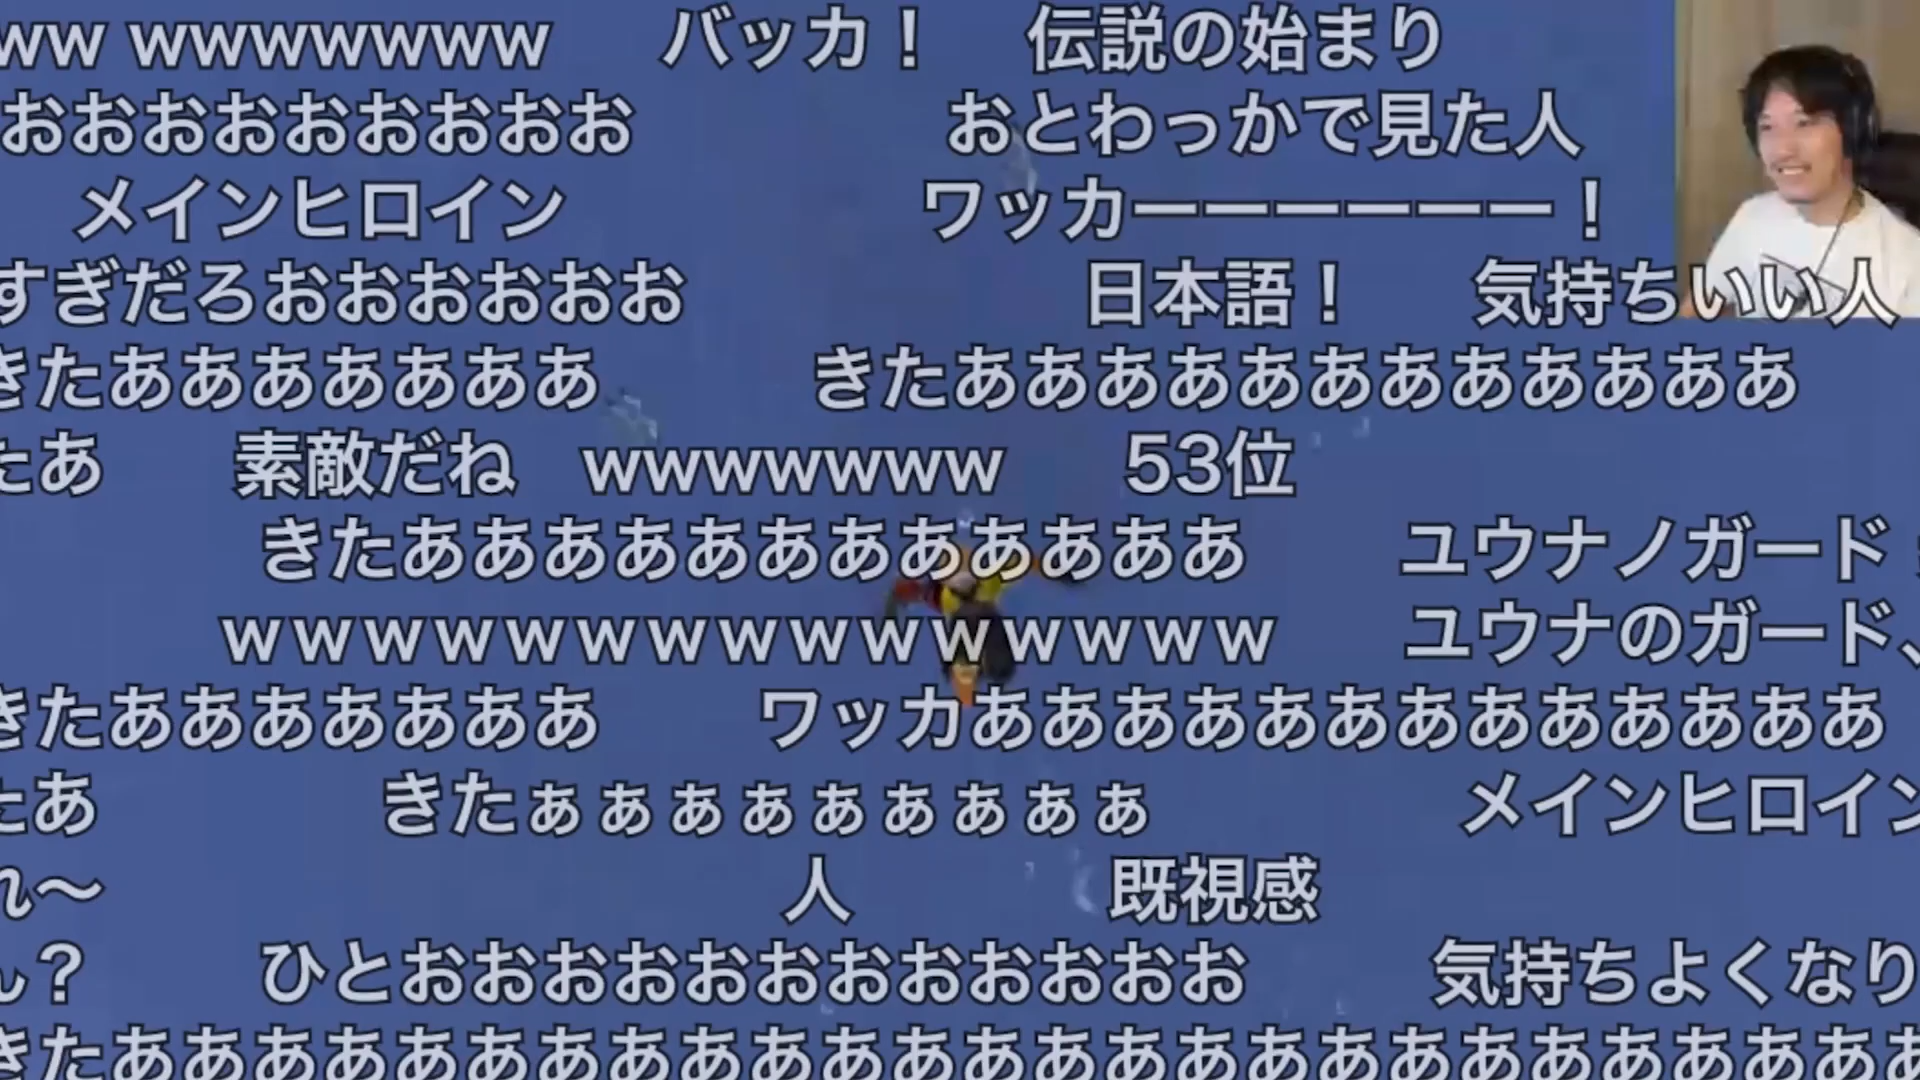 ww wwwwwwww バッカ！ 伝説の始まり
おおおおおおおおお おとわっかで見た人
メインヒロイン ワッカーーーーーー！
すぎだろおおおおおお 日本語！ 気持ちいい人
きたあああああああ きたああああああああああああ
たあ 素敵だね wwwwwwww 53位
きたああああああああああああ ユウナノガード
ｗｗｗｗｗｗｗｗｗｗｗｗｗｗｗ ユウナのガード、
きたあああああああ ワッカあああああああああああああ
たあ きたぁぁぁぁぁぁぁぁぁ メインヒロイン
れ〜 人 既視感
ん？ ひとおおおおおおおおおおおお 気持ちよくなり
きたああああああああああああああああああああああああああ